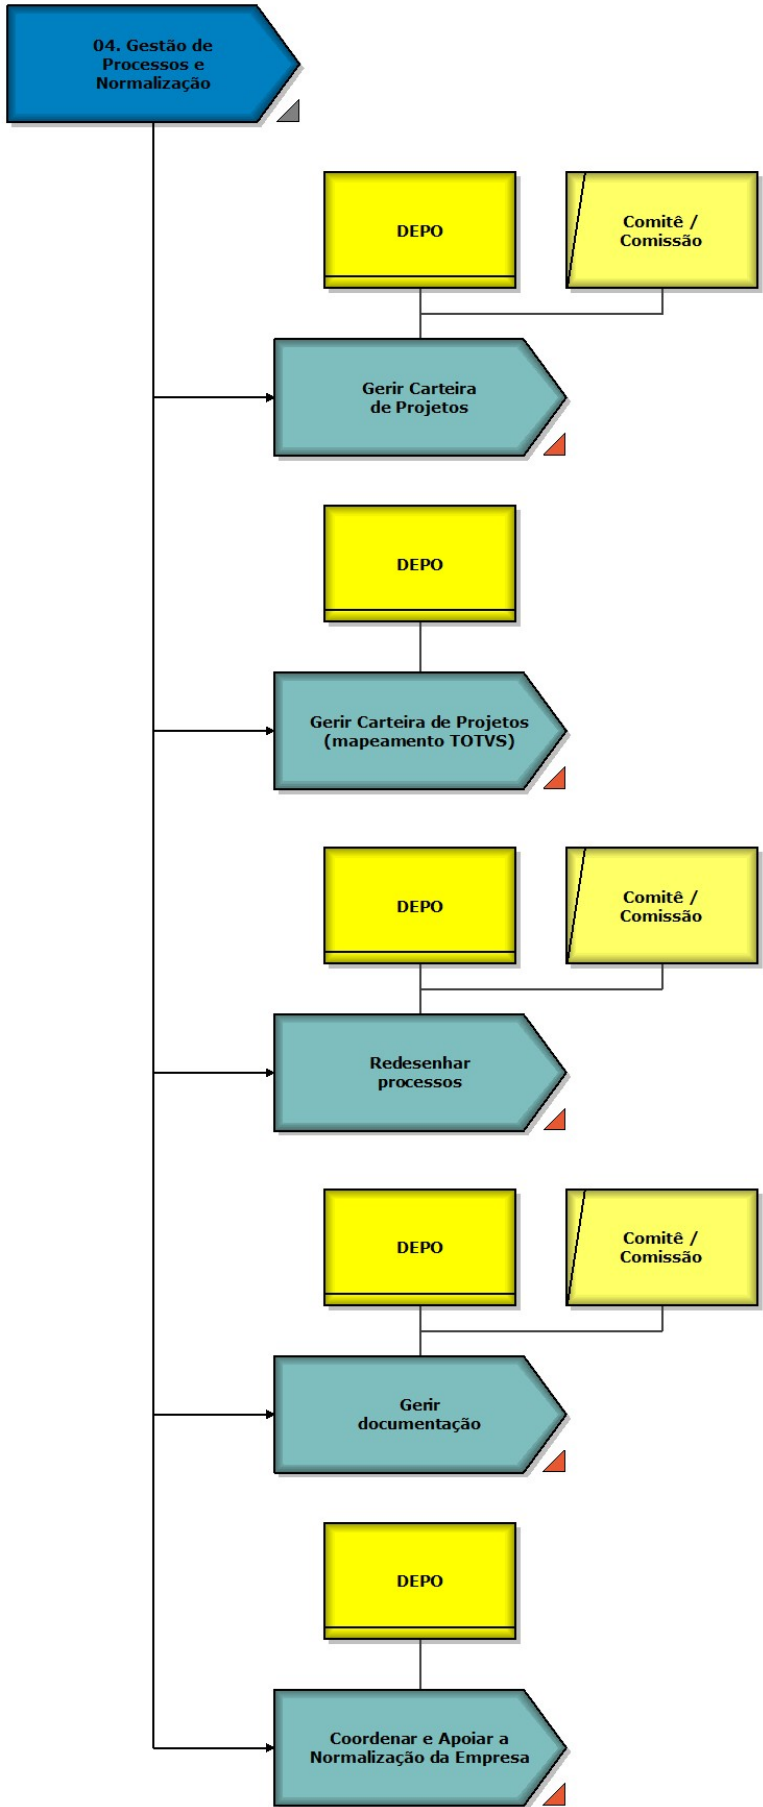 04. Gestão de
Processos e
Normalização
DEPO
Comitê /
Comissão
Gerir Carteira
de Projetos
DEPO
Gerir Carteira de Projetos
(mapeamento TOTVS)
DEPO
Comitê /
Comissão
Redesenhar
processos
DEPO
Comitê /
Comissão
Gerir
documentação
DEPO
Coordenar e Apoiar a
Normalização da Empresa